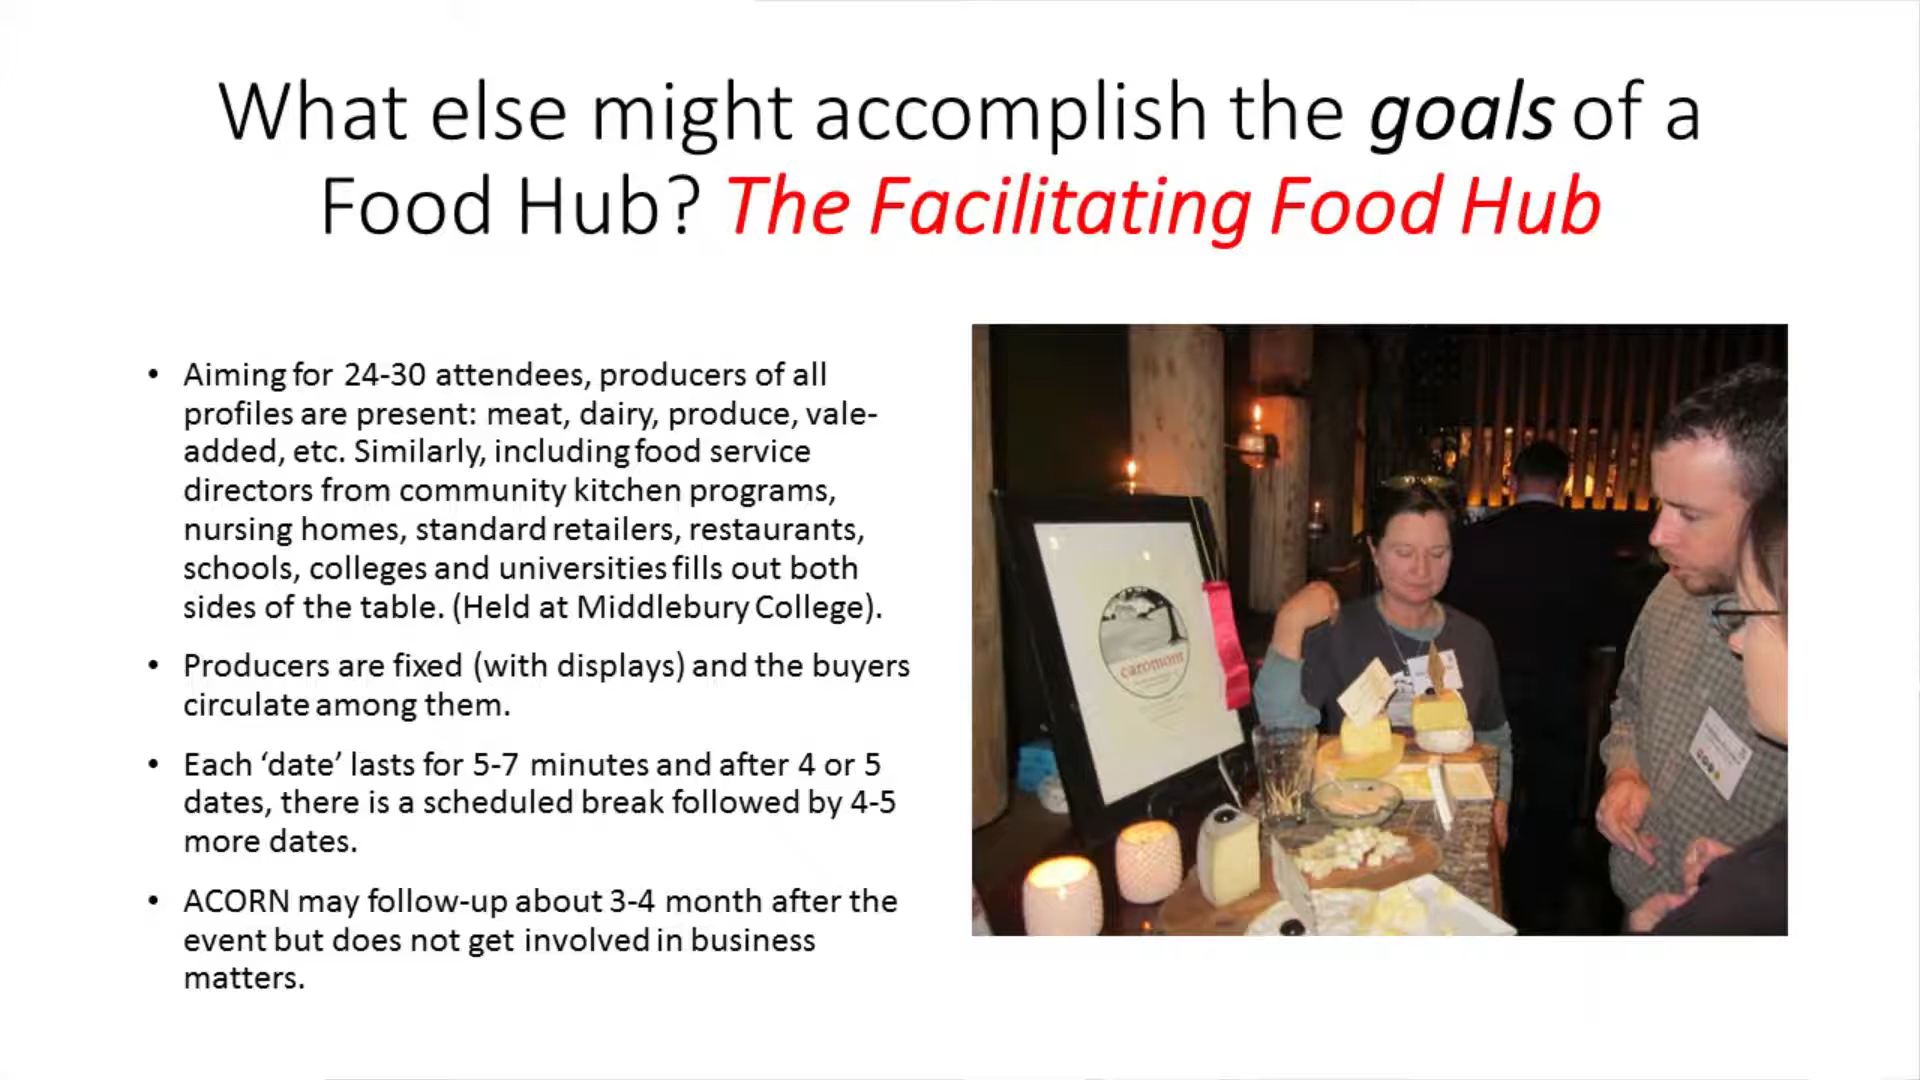 What else might accomplish the goals of a
Food Hub? The Facilitating Food Hub
• Aiming for 24-30 attendees, producers of all
profiles are present: meat, dairy, produce, vale-
added, etc. Similarly, including food service
directors from community kitchen programs,
nursing homes, standard retailers, restaurants,
schools, colleges and universities fills out both
sides of the table. (Held at Middlebury College).
• Producers are fixed (with displays) and the buyers
circulate among them.
• Each ‘date’ lasts for 5-7 minutes and after 4 or 5
dates, there is a scheduled break followed by 4-5
more dates.
• ACORN may follow-up about 3-4 month after the
event but does not get involved in business
matters.
caromont